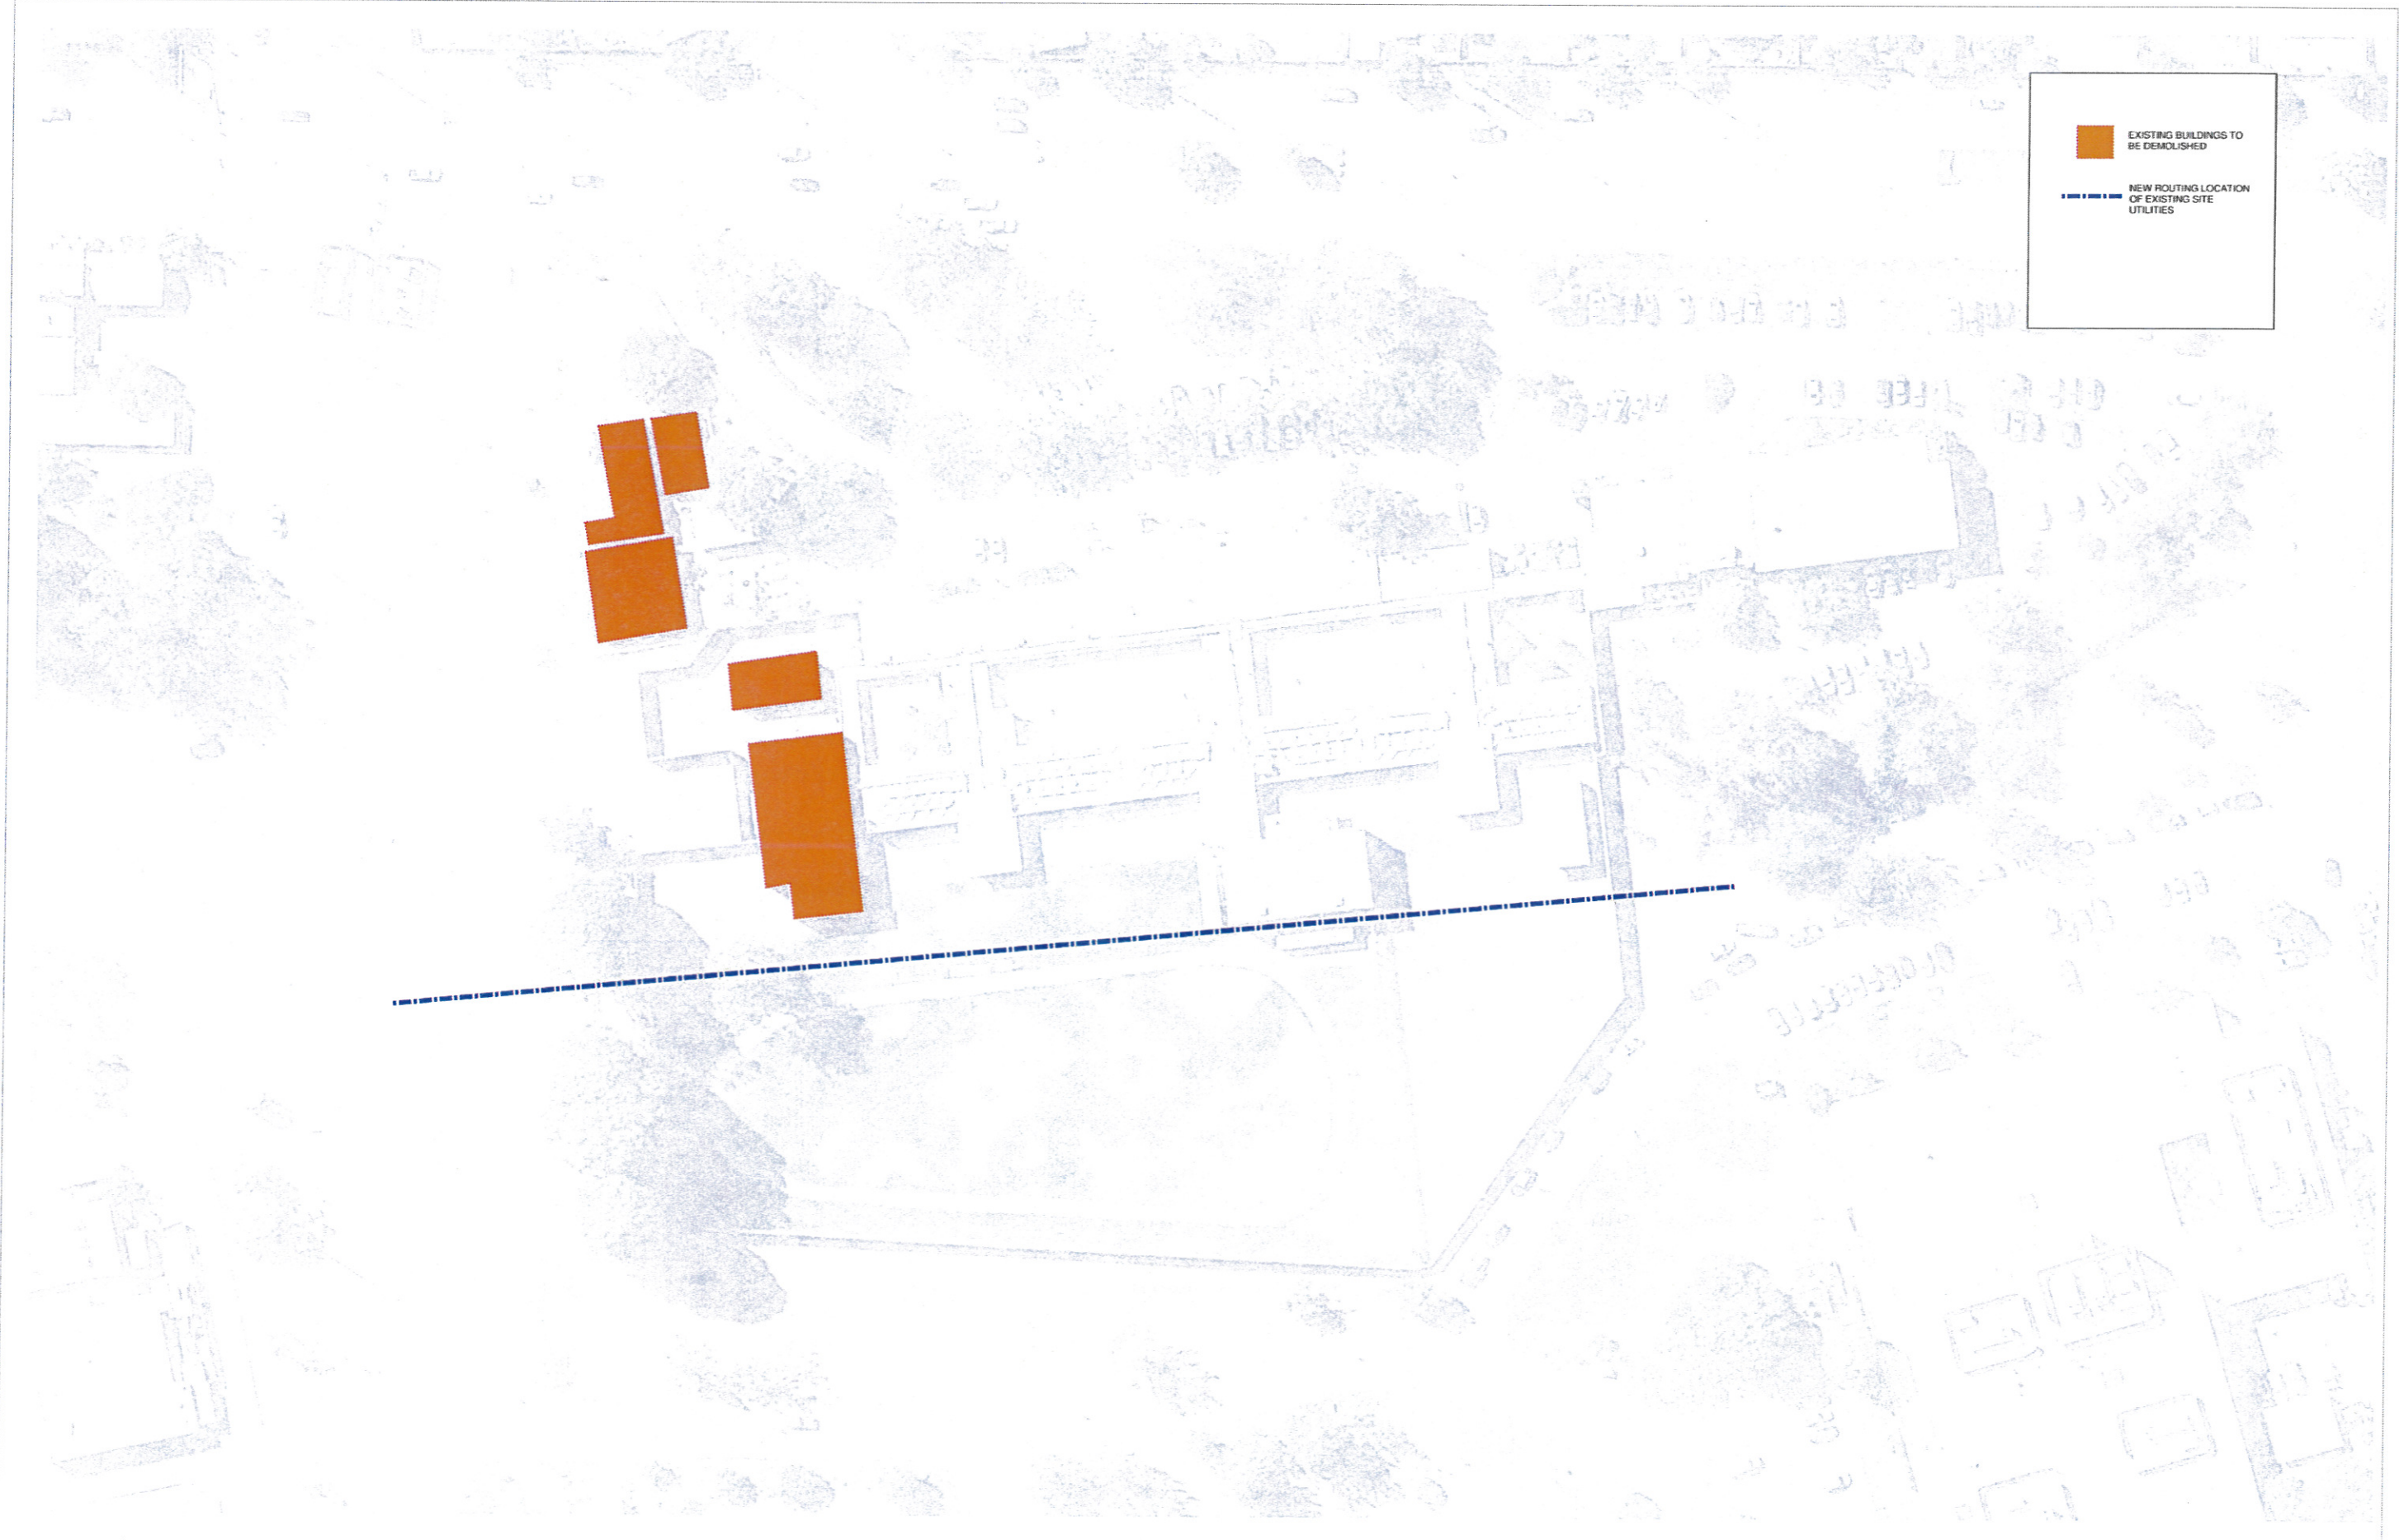 EXISTING BUILDINGS TO
BE DEMOLISHED
NEW ROUTING LOCATION
OF EXISTING SITE
UTILITIES